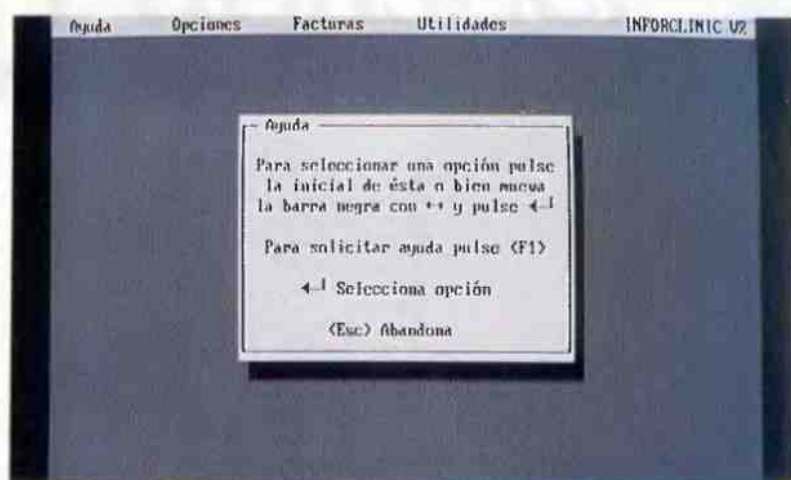 Ayuda Opciones Facturas Utilidades INFORCLINIC V2
Ayuda
Para seleccionar una opción pulse
la inicial de ésta o bien mueva
la barra negra con ←→ y pulse ↵
Para solicitar ayuda pulse <F1>
↵ Selecciona opción
<Esc> Abandona